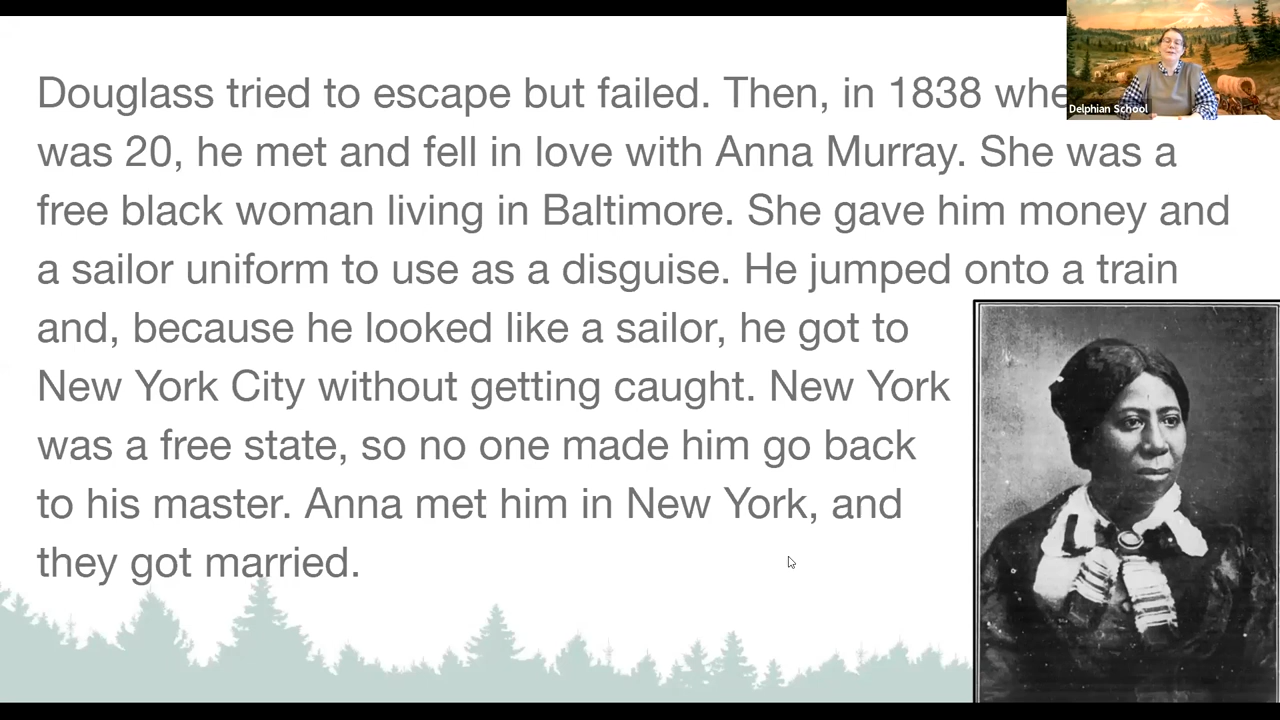 Douglass tried to escape but failed. Then, in 1838
was 20, he met and fell in love with Anna Murray. She was a
free black woman living in Baltimore. She gave him money and
a sailor uniform to use as a disguise. He jumped onto a train
and, because he looked like a sailor, he got to
New York City without getting caught. New York
was a free state, so no one made him go back
to his master. Anna met him in New York, and
they got married.
Delphian School